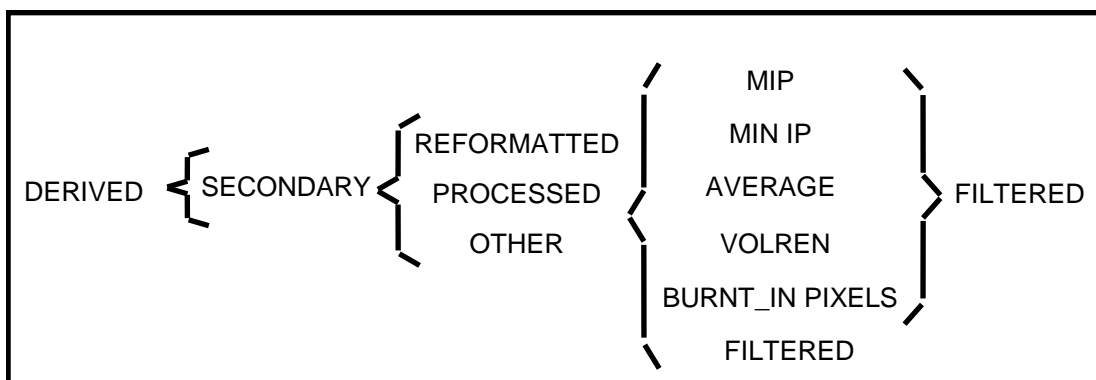 DERIVED
SECONDARY
REFORMATTED
PROCESSED
OTHER
MIP
MIN IP
AVERAGE
VOLREN
BURNT_IN PIXELS
FILTERED
FILTERED